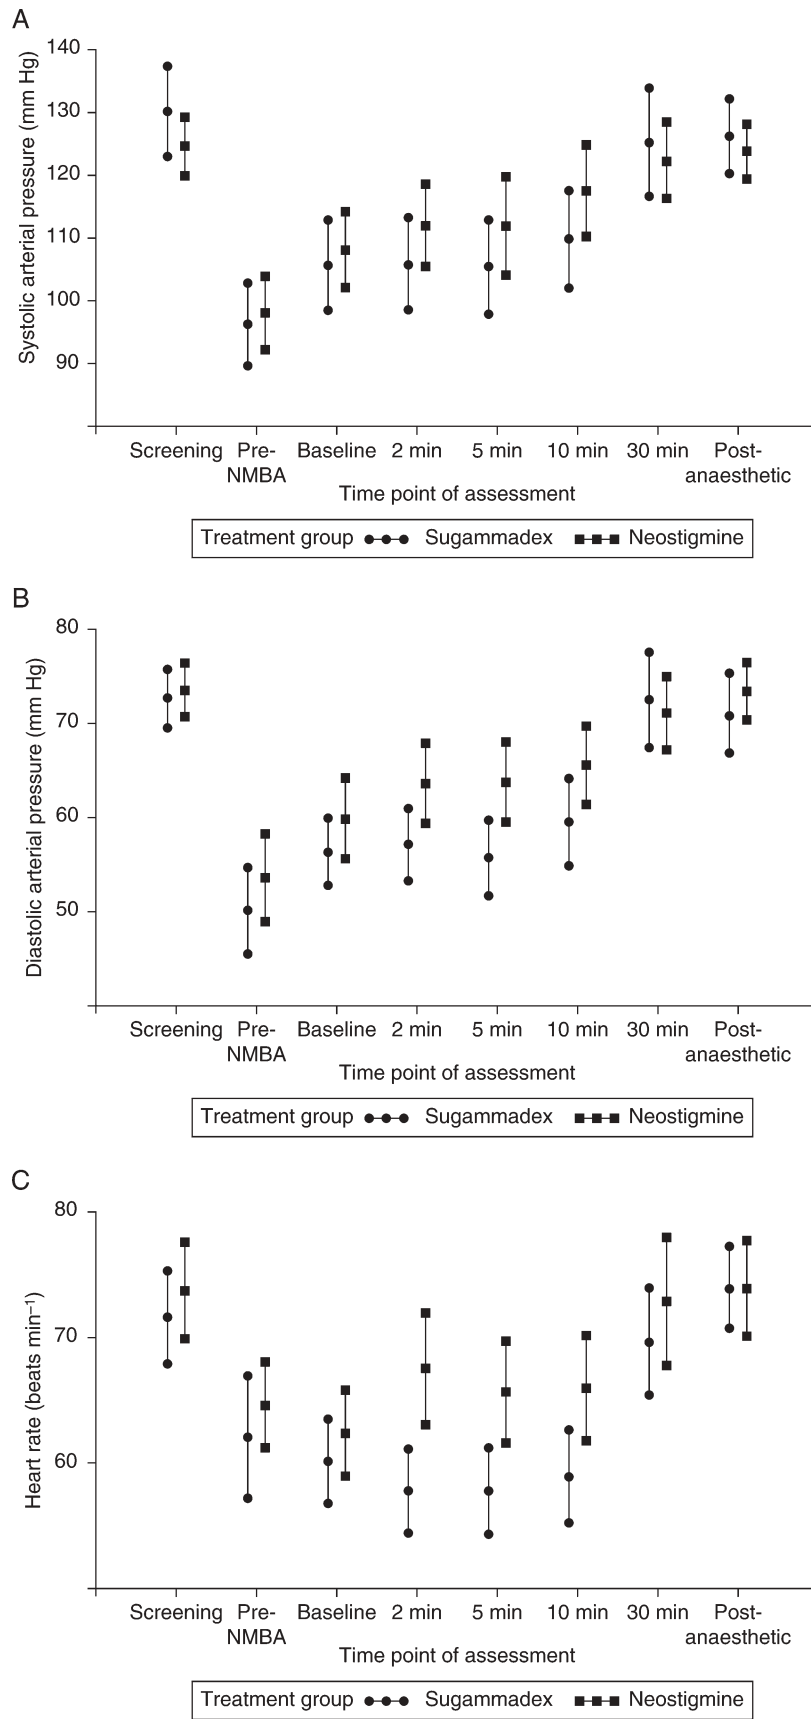 A
Systolic arterial pressure (mm Hg)
140
130
120
110
100
90
Screening Pre-NMBA Baseline 2 min 5 min 10 min 30 min Post-anaesthetic
Time point of assessment
Treatment group Sugammadex Neostigmine
B
Diastolic arterial pressure (mm Hg)
80
70
60
50
Screening Pre-NMBA Baseline 2 min 5 min 10 min 30 min Post-anaesthetic
Time point of assessment
Treatment group Sugammadex Neostigmine
C
Heart rate (beats min⁻¹)
80
70
60
Screening Pre-NMBA Baseline 2 min 5 min 10 min 30 min Post-anaesthetic
Time point of assessment
Treatment group Sugammadex Neostigmine